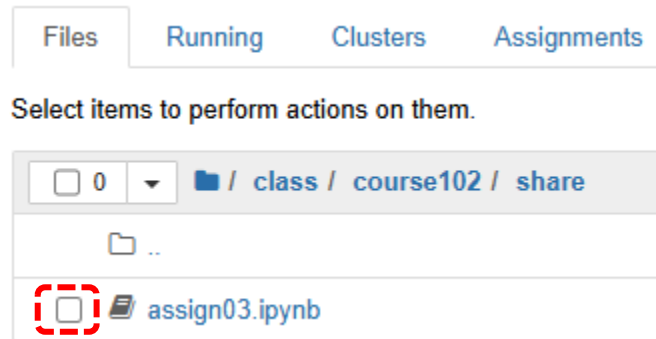 Files Running Clusters Assignments
Select items to perform actions on them.
0 / class / course102 / share
..
assign03.ipynb